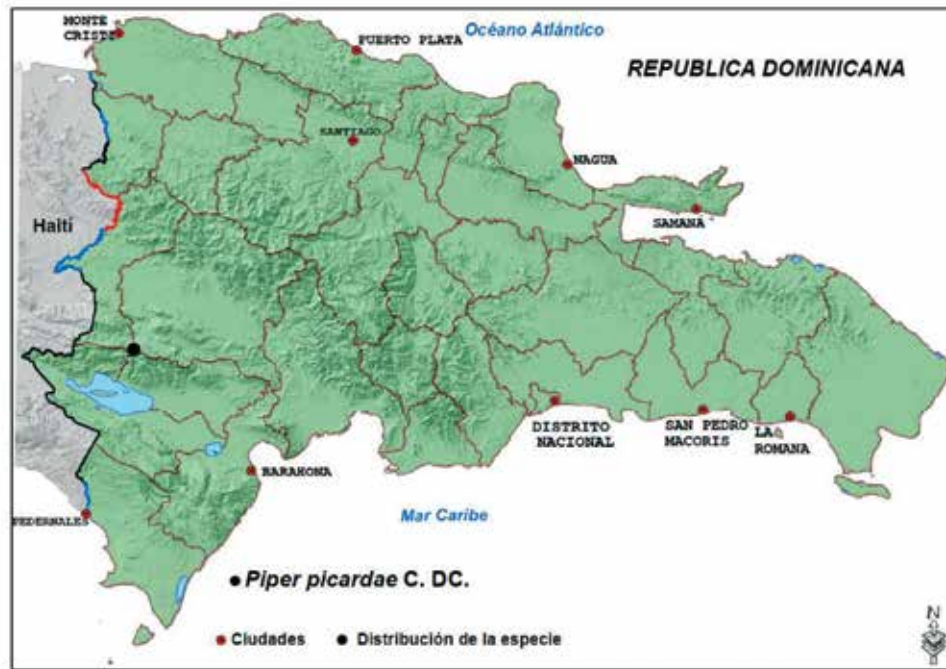 MONTE
CRISTI
PUERTO PLATA
Océano Atlántico
REPUBLICA DOMINICANA
SANTIAGO
NAGUA
SAMANA
Haití
DISTRITO
NACIONAL
SAN PEDRO
MACORIS
LA
ROMANA
BARAHONA
PEDERNALES
Mar Caribe
Piper picardae C. DC.
Ciudades
Distribución de la especie
N